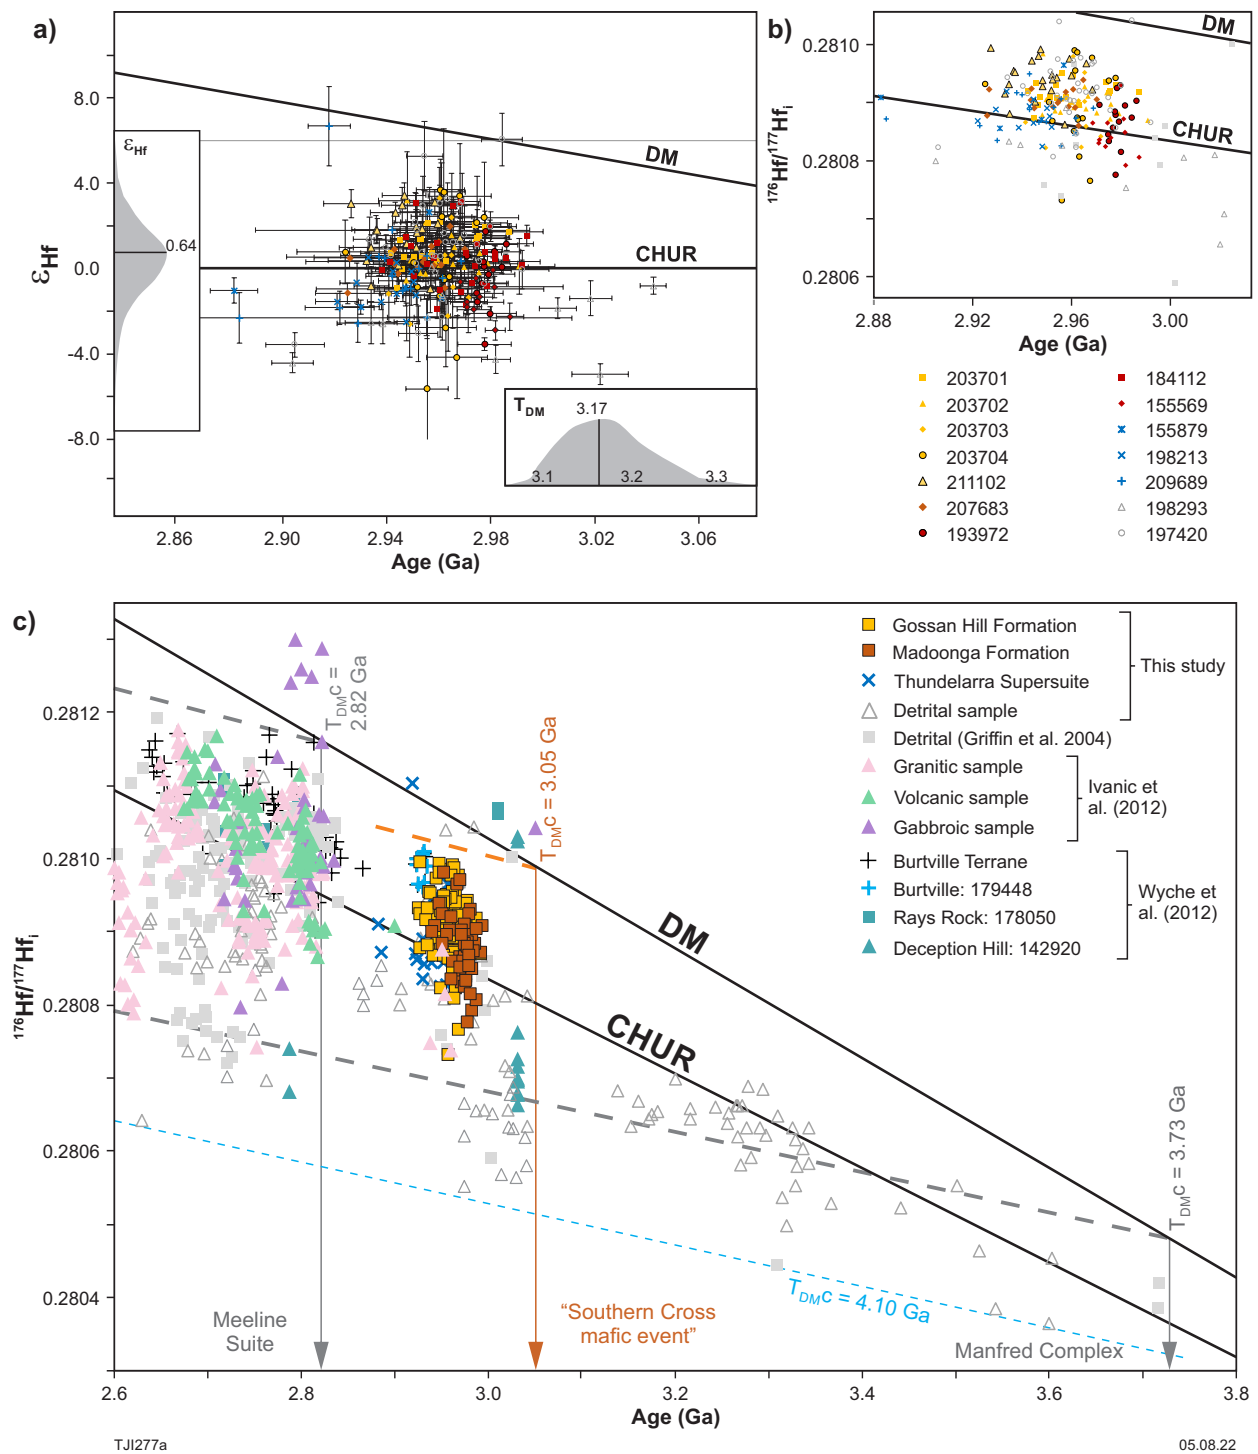 a)
8.0
4.0
0.0
-4.0
-8.0
εHf
εHf
0.64
DM
CHUR
TDM
3.17
3.1
3.2
3.3
2.86
2.90
2.94
2.98
3.02
3.06
Age (Ga)
b)
0.2810
0.2808
0.2806
176Hf/177Hfi
DM
CHUR
2.88
2.92
2.96
3.00
Age (Ga)
203701
203702
203703
203704
211102
207683
193972
184112
155569
155879
198213
209689
198293
197420
c)
0.2812
0.2810
0.2808
0.2806
0.2804
176Hf/177Hfi
TDMC =
2.82 Ga
TDMC = 3.05 Ga
DM
CHUR
TDMC = 3.73 Ga
TDMC = 4.10 Ga
Gossan Hill Formation
Madoonga Formation
Thundelarra Supersuite
Detrital sample
This study
Detrital (Griffin et al. 2004)
Granitic sample
Volcanic sample
Gabbroic sample
Ivanic et
al. (2012)
Burtville Terrane
Burtville: 179448
Rays Rock: 178050
Deception Hill: 142920
Wyche et
al. (2012)
Meeline
Suite
“Southern Cross
mafic event”
Manfred Complex
2.6
2.8
3.0
3.2
3.4
3.6
3.8
Age (Ga)
TJI277a
05.08.22